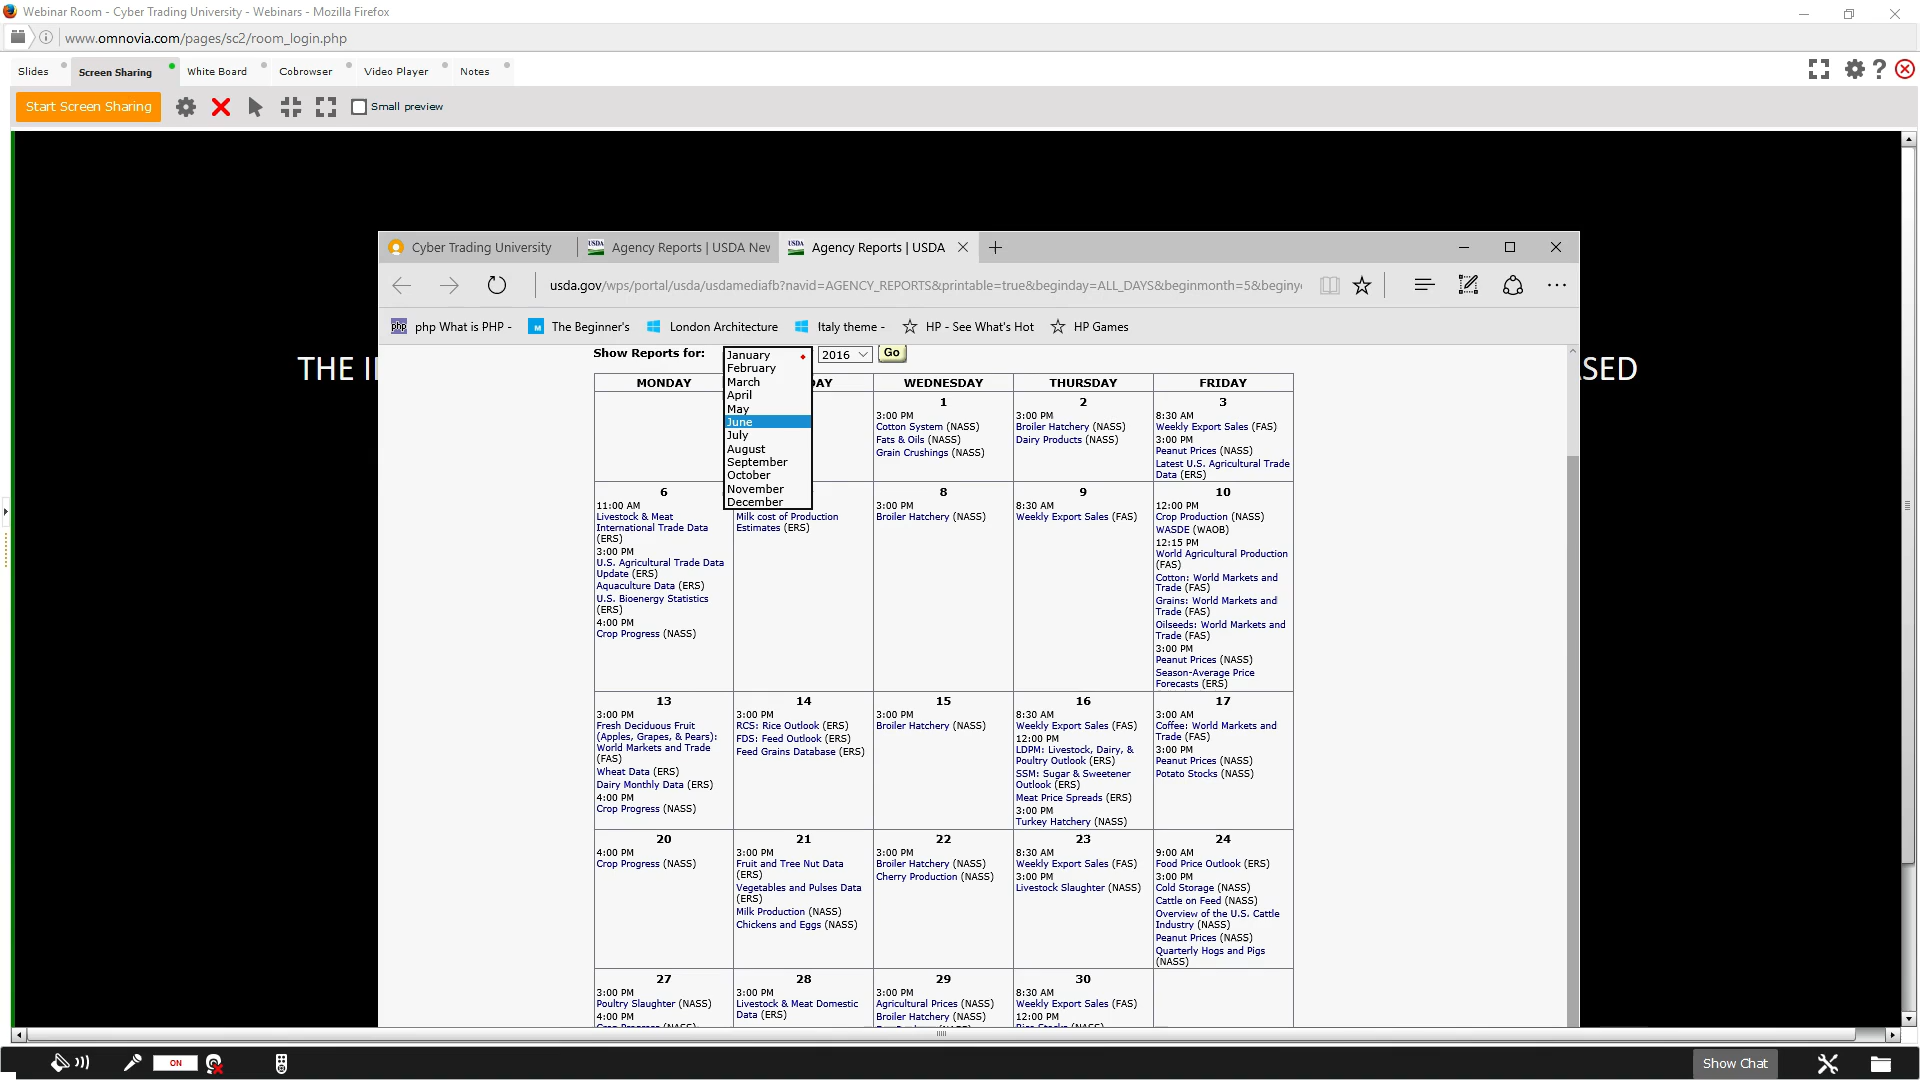 Webinar Room - Cyber Trading University - Webinars - Mozilla Firefox
www.omnovia.com/pages/sc2/room_login.php
Slides
Screen Sharing
White Board
Cobrowser
Video Player
Notes
Start Screen Sharing
Small preview
THE I
ASED
Cyber Trading University
Agency Reports | USDA Nev
Agency Reports | USDA
usda.gov/wps/portal/usda/usdamediafb?navid=AGENCY_REPORTS&printable=true&beginday=ALL_DAYS&beginmonth=5&beginye
php What is PHP -
The Beginner's
London Architecture
Italy theme -
HP - See What's Hot
HP Games
Show Reports for:
January
February
March
April
May
June
July
August
September
October
November
December
2016
Go
MONDAY
DAY
WEDNESDAY
THURSDAY
FRIDAY
1
3:00 PM
Cotton System (NASS)
Fats & Oils (NASS)
Grain Crushings (NASS)
2
3:00 PM
Broiler Hatchery (NASS)
Dairy Products (NASS)
3
8:30 AM
Weekly Export Sales (FAS)
3:00 PM
Peanut Prices (NASS)
Latest U.S. Agricultural Trade
Data (ERS)
6
11:00 AM
Livestock & Meat
International Trade Data
(ERS)
3:00 PM
U.S. Agricultural Trade Data
Update (ERS)
Aquaculture Data (ERS)
U.S. Bioenergy Statistics
(ERS)
4:00 PM
Crop Progress (NASS)
Milk cost of Production
Estimates (ERS)
8
3:00 PM
Broiler Hatchery (NASS)
9
8:30 AM
Weekly Export Sales (FAS)
10
12:00 PM
Crop Production (NASS)
WASDE (WAOB)
12:15 PM
World Agricultural Production
(FAS)
Cotton: World Markets and
Trade (FAS)
Grains: World Markets and
Trade (FAS)
Oilseeds: World Markets and
Trade (FAS)
3:00 PM
Peanut Prices (NASS)
Season-Average Price
Forecasts (ERS)
13
3:00 PM
Fresh Deciduous Fruit
(Apples, Grapes, & Pears):
World Markets and Trade
(FAS)
Wheat Data (ERS)
Dairy Monthly Data (ERS)
4:00 PM
Crop Progress (NASS)
14
3:00 PM
RCS: Rice Outlook (ERS)
FDS: Feed Outlook (ERS)
Feed Grains Database (ERS)
15
3:00 PM
Broiler Hatchery (NASS)
16
8:30 AM
Weekly Export Sales (FAS)
12:00 PM
LDPM: Livestock, Dairy, &
Poultry Outlook (ERS)
SSM: Sugar & Sweetener
Outlook (ERS)
Meat Price Spreads (ERS)
3:00 PM
Turkey Hatchery (NASS)
17
3:00 AM
Coffee: World Markets and
Trade (FAS)
3:00 PM
Peanut Prices (NASS)
Potato Stocks (NASS)
20
4:00 PM
Crop Progress (NASS)
21
3:00 PM
Fruit and Tree Nut Data
(ERS)
Vegetables and Pulses Data
(ERS)
Milk Production (NASS)
Chickens and Eggs (NASS)
22
3:00 PM
Broiler Hatchery (NASS)
Cherry Production (NASS)
23
8:30 AM
Weekly Export Sales (FAS)
3:00 PM
Livestock Slaughter (NASS)
24
9:00 AM
Food Price Outlook (ERS)
3:00 PM
Cold Storage (NASS)
Cattle on Feed (NASS)
Overview of the U.S. Cattle
Industry (NASS)
Peanut Prices (NASS)
Quarterly Hogs and Pigs
(NASS)
27
3:00 PM
Poultry Slaughter (NASS)
4:00 PM
Crop Progress (NASS)
28
3:00 PM
Livestock & Meat Domestic
Data (ERS)
29
3:00 PM
Agricultural Prices (NASS)
Broiler Hatchery (NASS)
30
8:30 AM
Weekly Export Sales (FAS)
12:00 PM
Rice Stocks (NASS)
ON
Show Chat